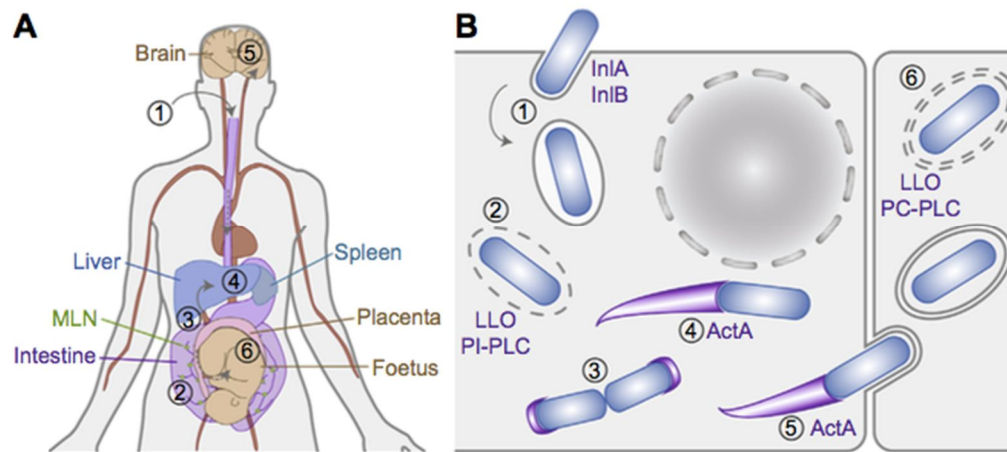 A
Brain
⑤
①
Liver
④
Spleen
③
MLN
Placenta
Intestine
⑥
Foetus
②
B
InlA
InlB
①
②
LLO
PI-PLC
③
④ ActA
⑤ ActA
⑥
LLO
PC-PLC